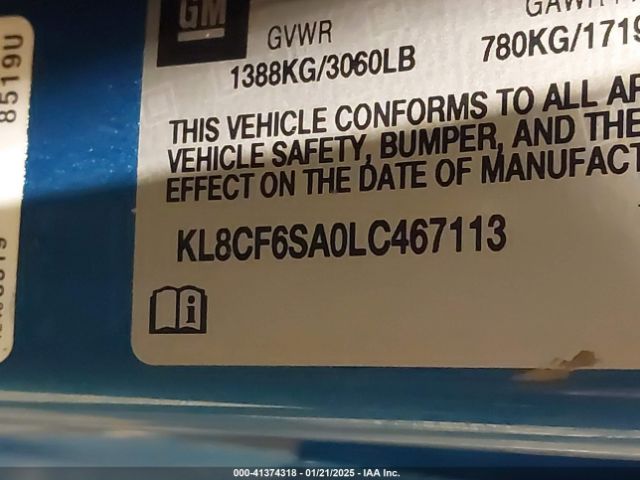 GM
GVWR
1388KG/3060LB
780KG/1719
THIS VEHICLE CONFORMS TO ALL
VEHICLE SAFETY, BUMPER, AND THE
EFFECT ON THE DATE OF
KL8CF6SA0LC467113
i
8519U
000-41374318 - 01/21/2025 - IAA Inc.